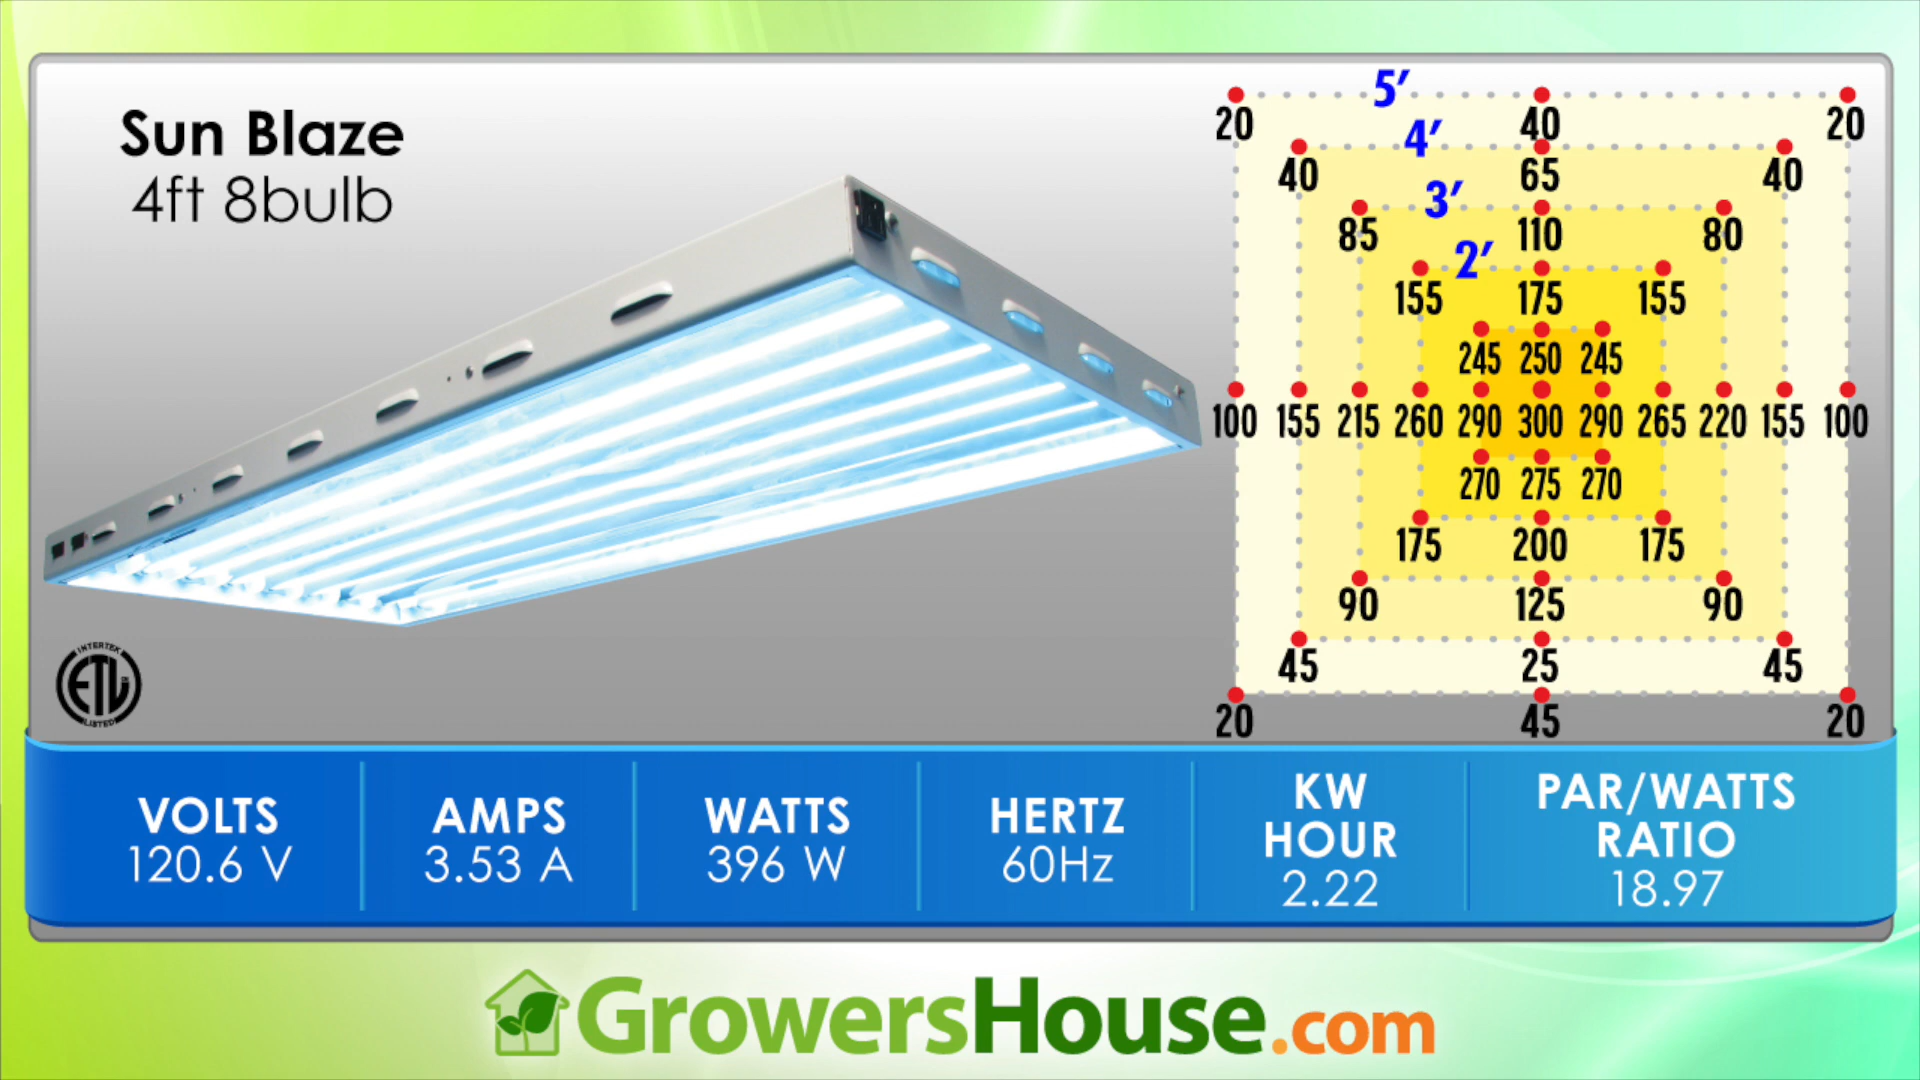 Sun Blaze
4ft 8bulb
5'
20 40 20
4'
40 65 40
3'
85 110 80
2'
155 175 155
245 250 245
100 155 215 260 290 300 290 265 220 155 100
270 275 270
175 200 175
90 125 90
45 25 45
20 45 20
INTERTEK
ETL
LISTED
VOLTS
120.6 V
AMPS
3.53 A
WATTS
396 W
HERTZ
60Hz
KW
HOUR
2.22
PAR/WATTS
RATIO
18.97
GrowersHouse.com